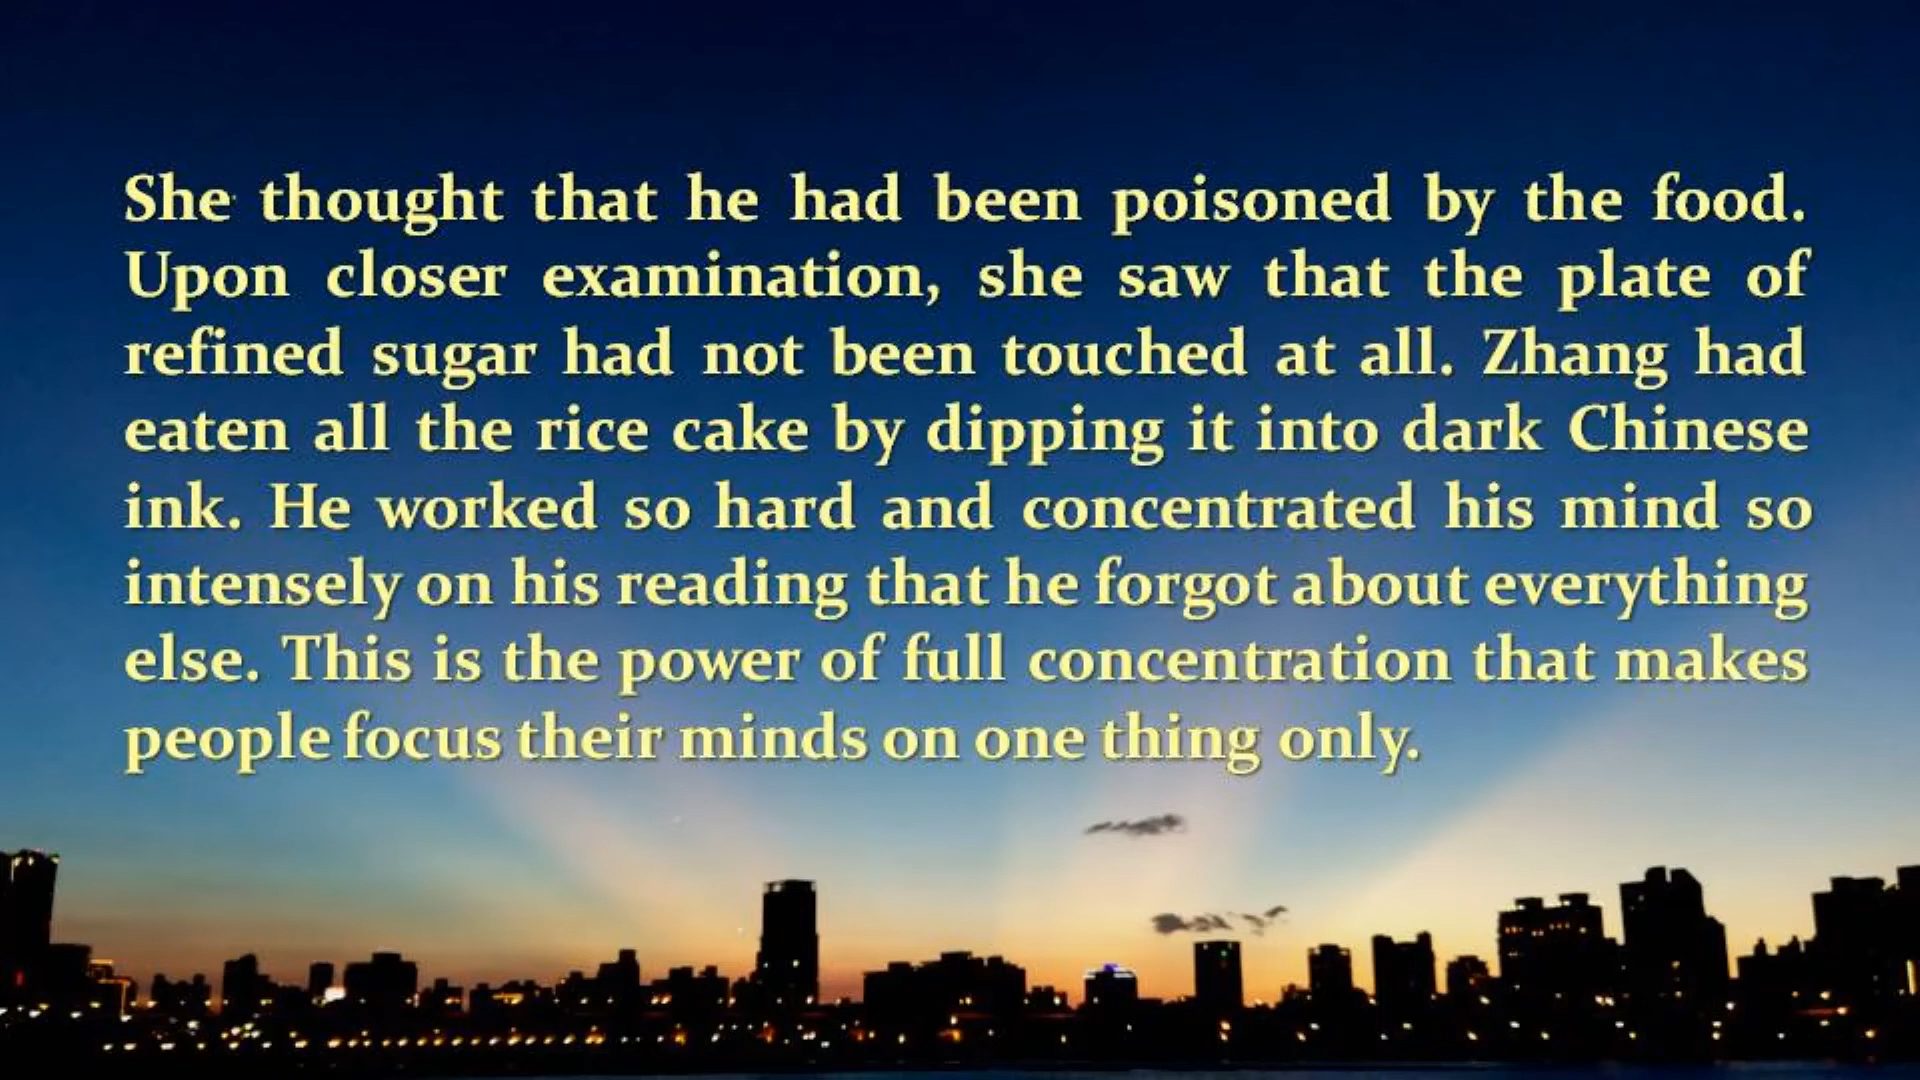 She thought that he had been poisoned by the food.
Upon closer examination, she saw that the plate of
refined sugar had not been touched at all. Zhang had
eaten all the rice cake by dipping it into dark Chinese
ink. He worked so hard and concentrated his mind so
intensely on his reading that he forgot about everything
else. This is the power of full concentration that makes
people focus their minds on one thing only.